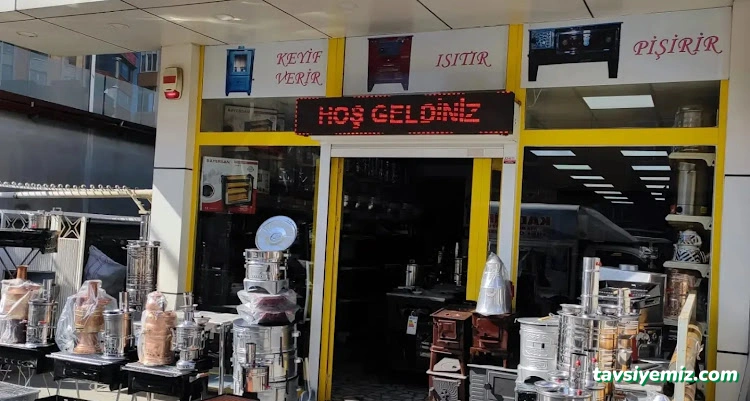 KEYİF
VERİR
ISITIR
PİŞİRİR
HOŞ GELDİNİZ
tavsiyemiz.com